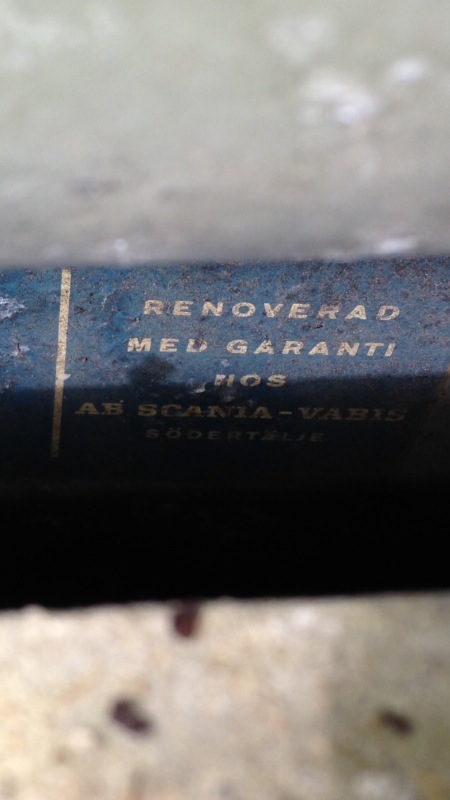 RENOVERAD
MED GARANTI
HOS
AB SCANIA-VABIS
SÖDERTÄLJE